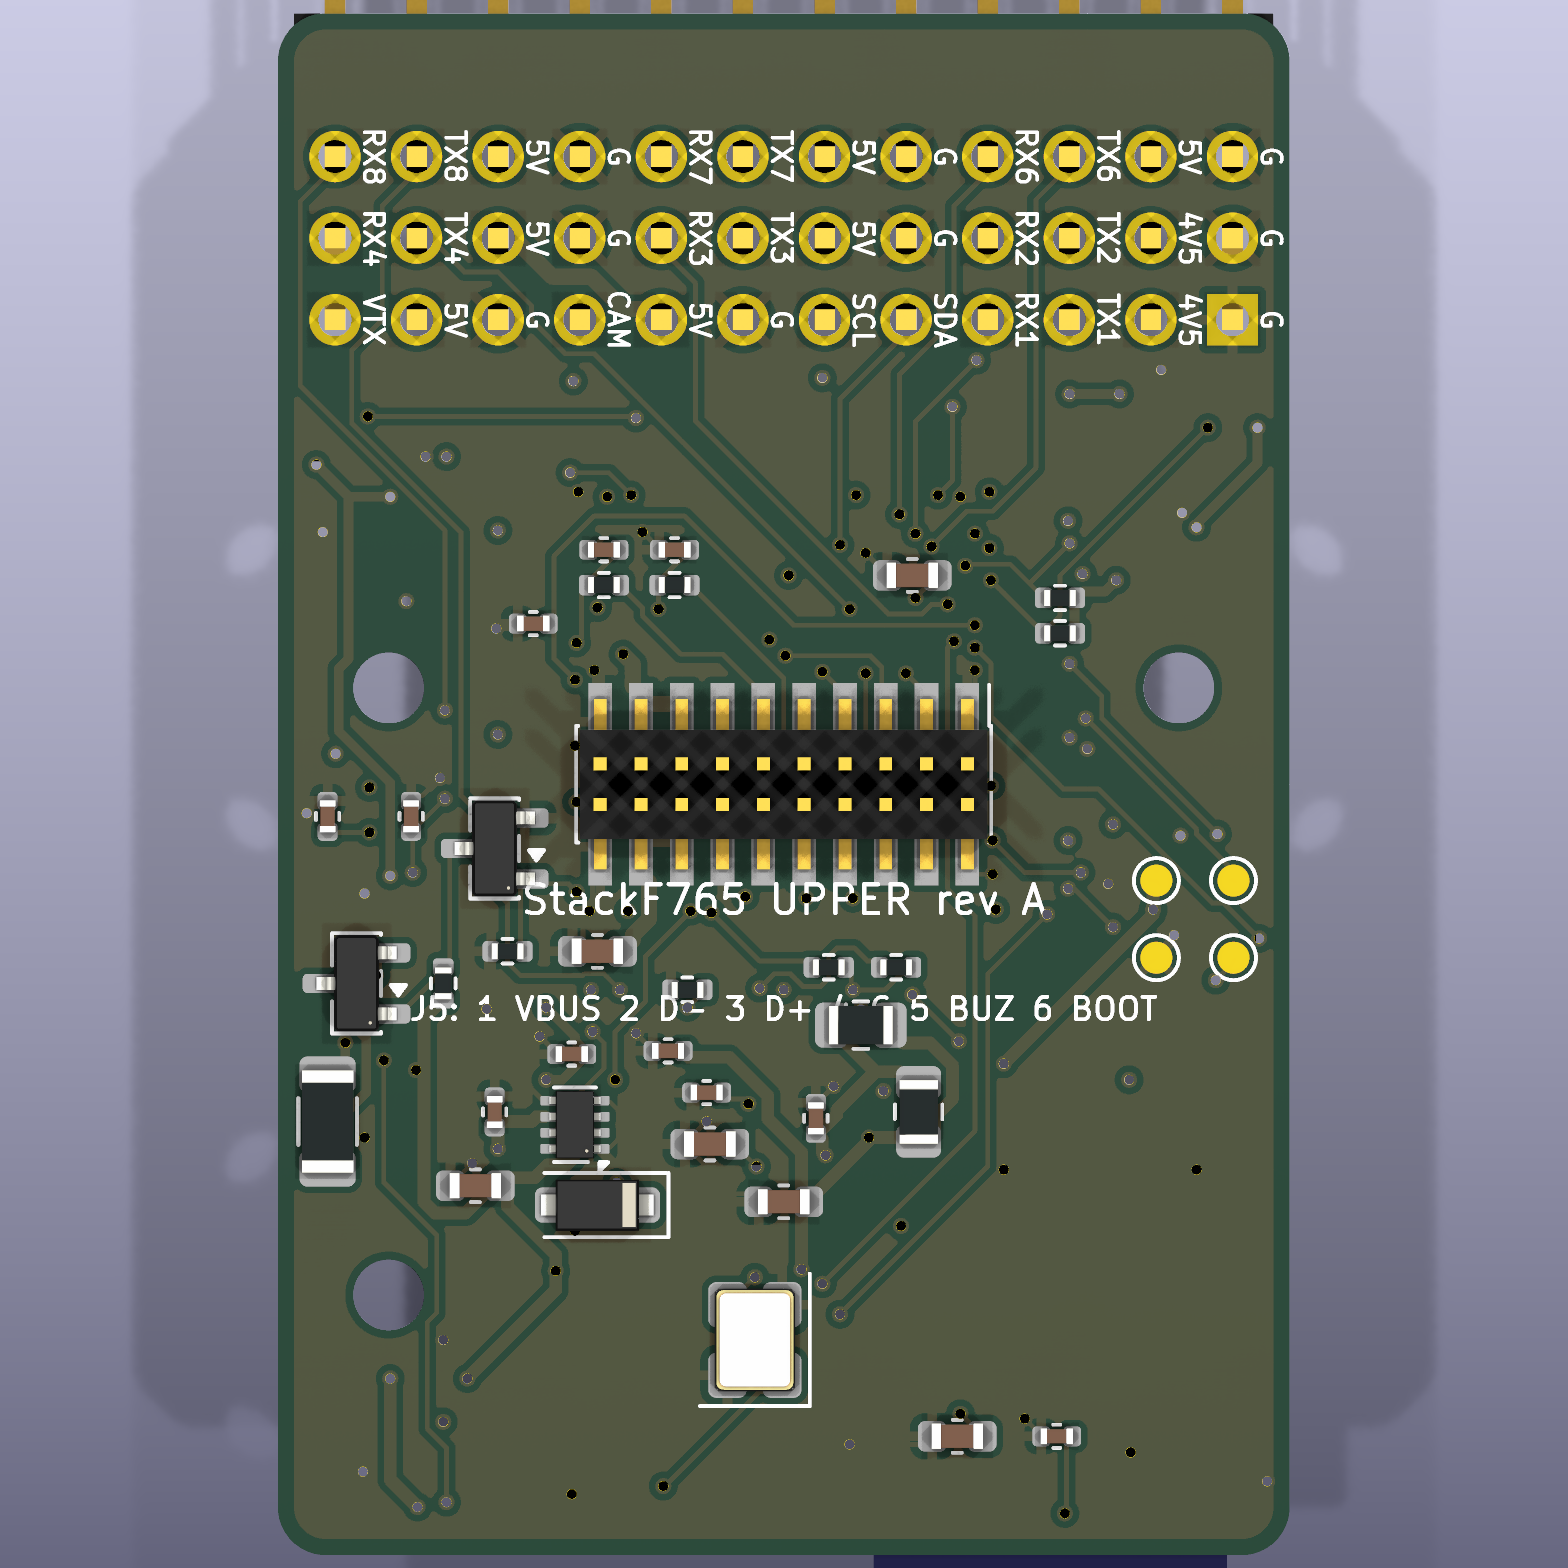 RX8 TX8 5V G RX7 TX7 5V G RX6 TX6 5V G
RX4 TX4 5V G RX3 TX3 5V G RX2 TX2 4V5 G
VTX 5V G CAM 5V G SCL SDA RX1 TX1 4V5 G
StackF765 UPPER rev A
J5: 1 VBUS 2 D- 3 D+ 5 BUZ 6 BOOT